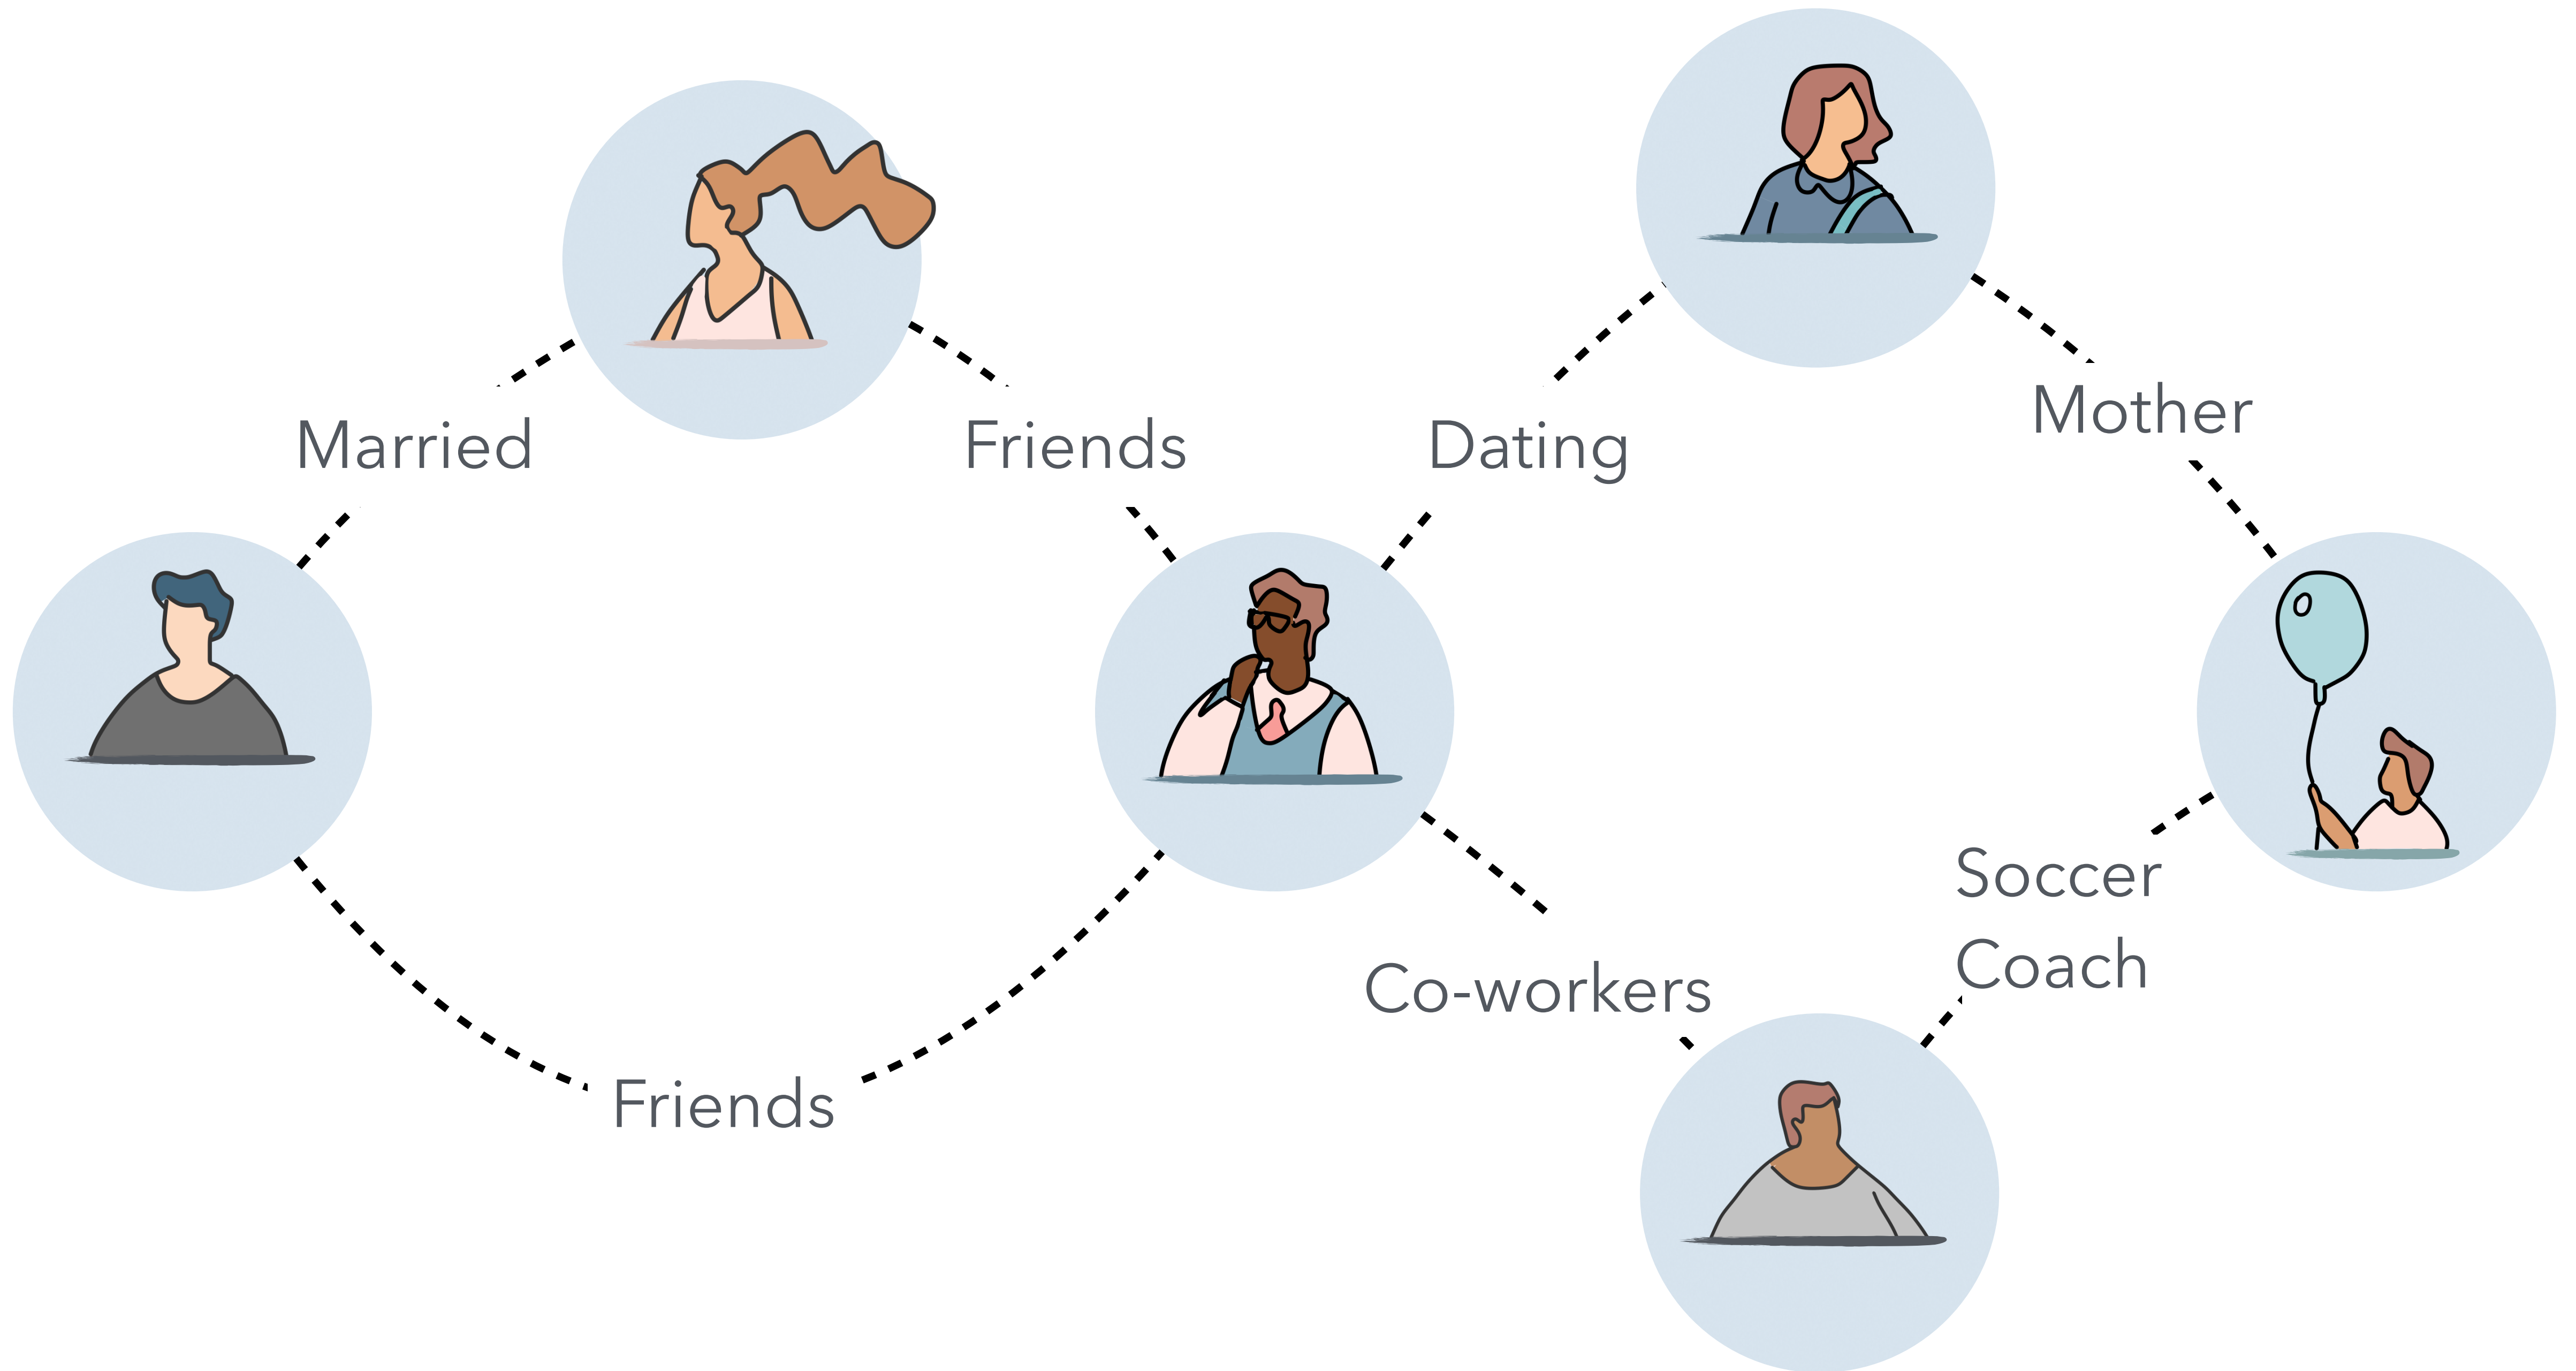 Married
Friends
Dating
Mother
Soccer
Coach
Co-workers
Friends